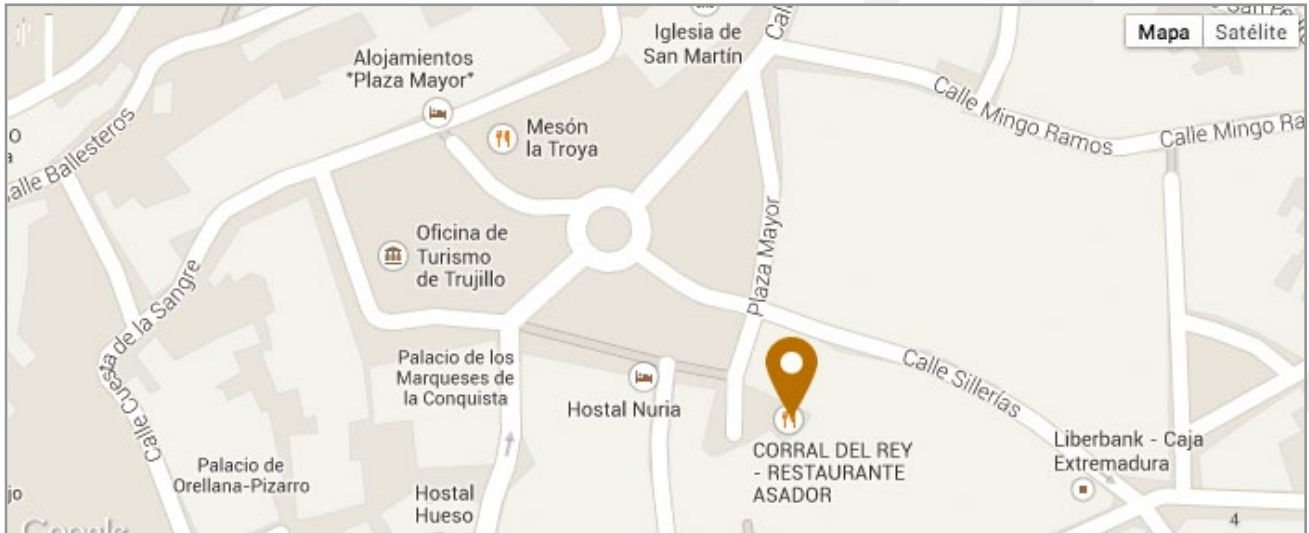 Iglesia de
San Martín
Mapa
Satélite
Alojamientos
"Plaza Mayor"
Mesón
la Troya
Calle Mingo Ramos
Calle Mingo Ra
Calle Ballesteros
Oficina de
Turismo
de Trujillo
Plaza Mayor
Calle Cuesta de la Sangre
Palacio de los
Marqueses de
la Conquista
Hostal Nuria
Calle Sillerías
CORRAL DEL REY
- RESTAURANTE
ASADOR
Liberbank - Caja
Extremadura
Palacio de
Orellana-Pizarro
Hostal
Hueso
jo
4
Google